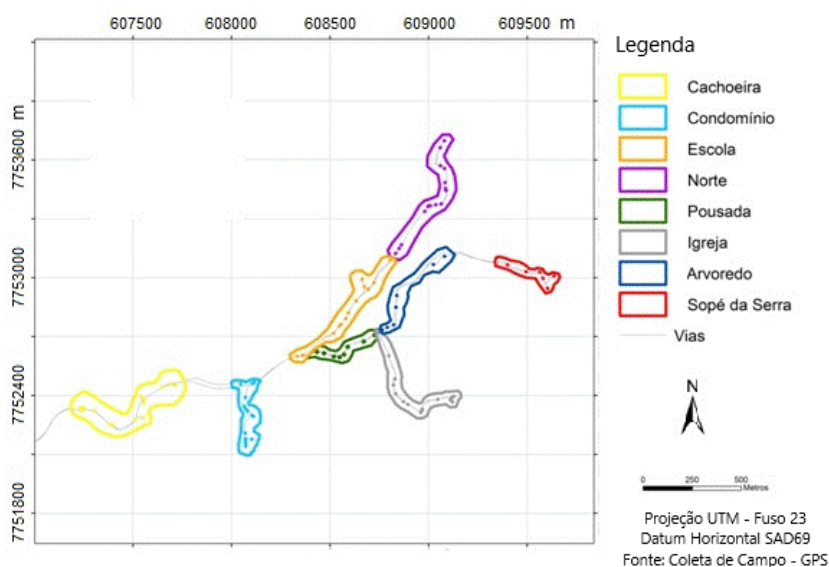 607500 608000 608500 609000 609500 m
7753600 m
7753000
7752400
7751800
Legenda
Cachoeira
Condomínio
Escola
Norte
Pousada
Igreja
Arvoredo
Sopé da Serra
Vias
N
0 250 500
Metros
Projeção UTM - Fuso 23
Datum Horizontal SAD69
Fonte: Coleta de Campo - GPS